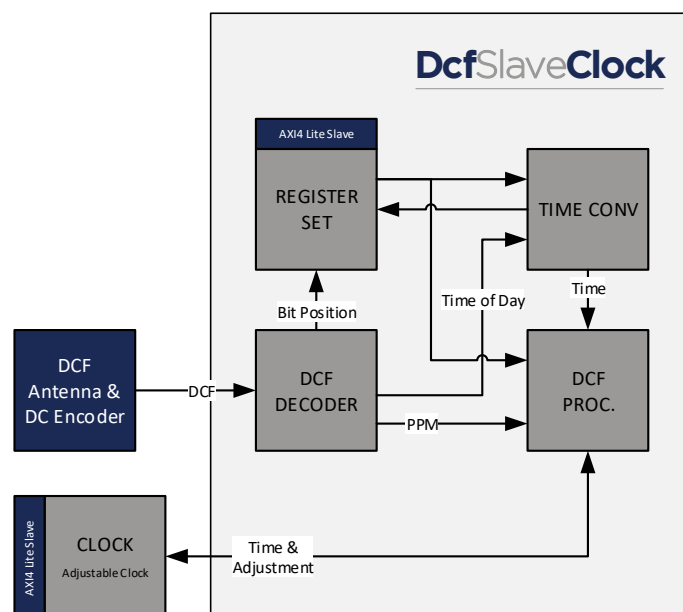 DcfSlaveClock
AXI4 Lite Slave
REGISTER
SET
TIME CONV
Bit Position
Time of Day
Time
DCF
Antenna &
DC Encoder
DCF
DCF
DECODER
PPM
DCF
PROC.
AXI4 Lite Slave
CLOCK
Adjustable Clock
Time &
Adjustment